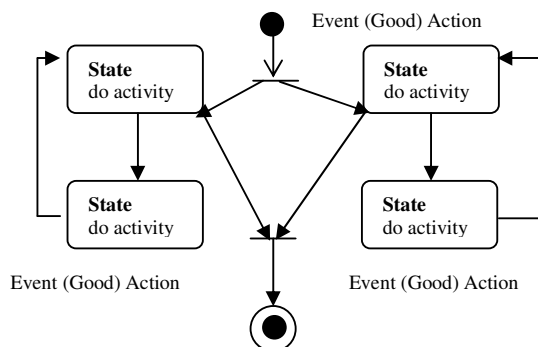 Event (Good) Action
State
do activity
State
do activity
State
do activity
State
do activity
Event (Good) Action
Event (Good) Action